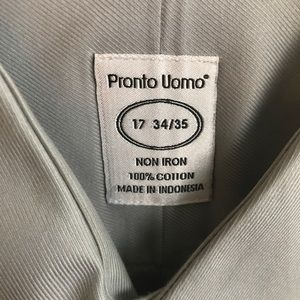 Pronto Uomo®
17 34/35
NON IRON
100% COTTON
MADE IN INDONESIA